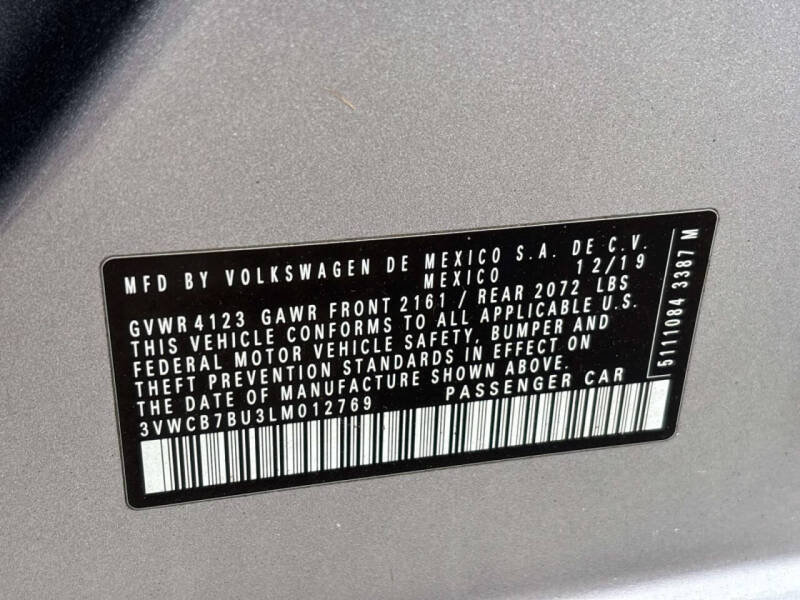 MFD BY VOLKSWAGEN DE MEXICO S.A. DE C.V.
MEXICO 12/19
GVWR 4123 GAWR FRONT 2161 / REAR 2072 LBS
THIS VEHICLE CONFORMS TO ALL APPLICABLE U.S.
FEDERAL MOTOR VEHICLE SAFETY, BUMPER AND
THEFT PREVENTION STANDARDS IN EFFECT ON
THE DATE OF MANUFACTURE SHOWN ABOVE.
3VWCB7BU3LM012769 PASSENGER CAR
5111084 3387 M